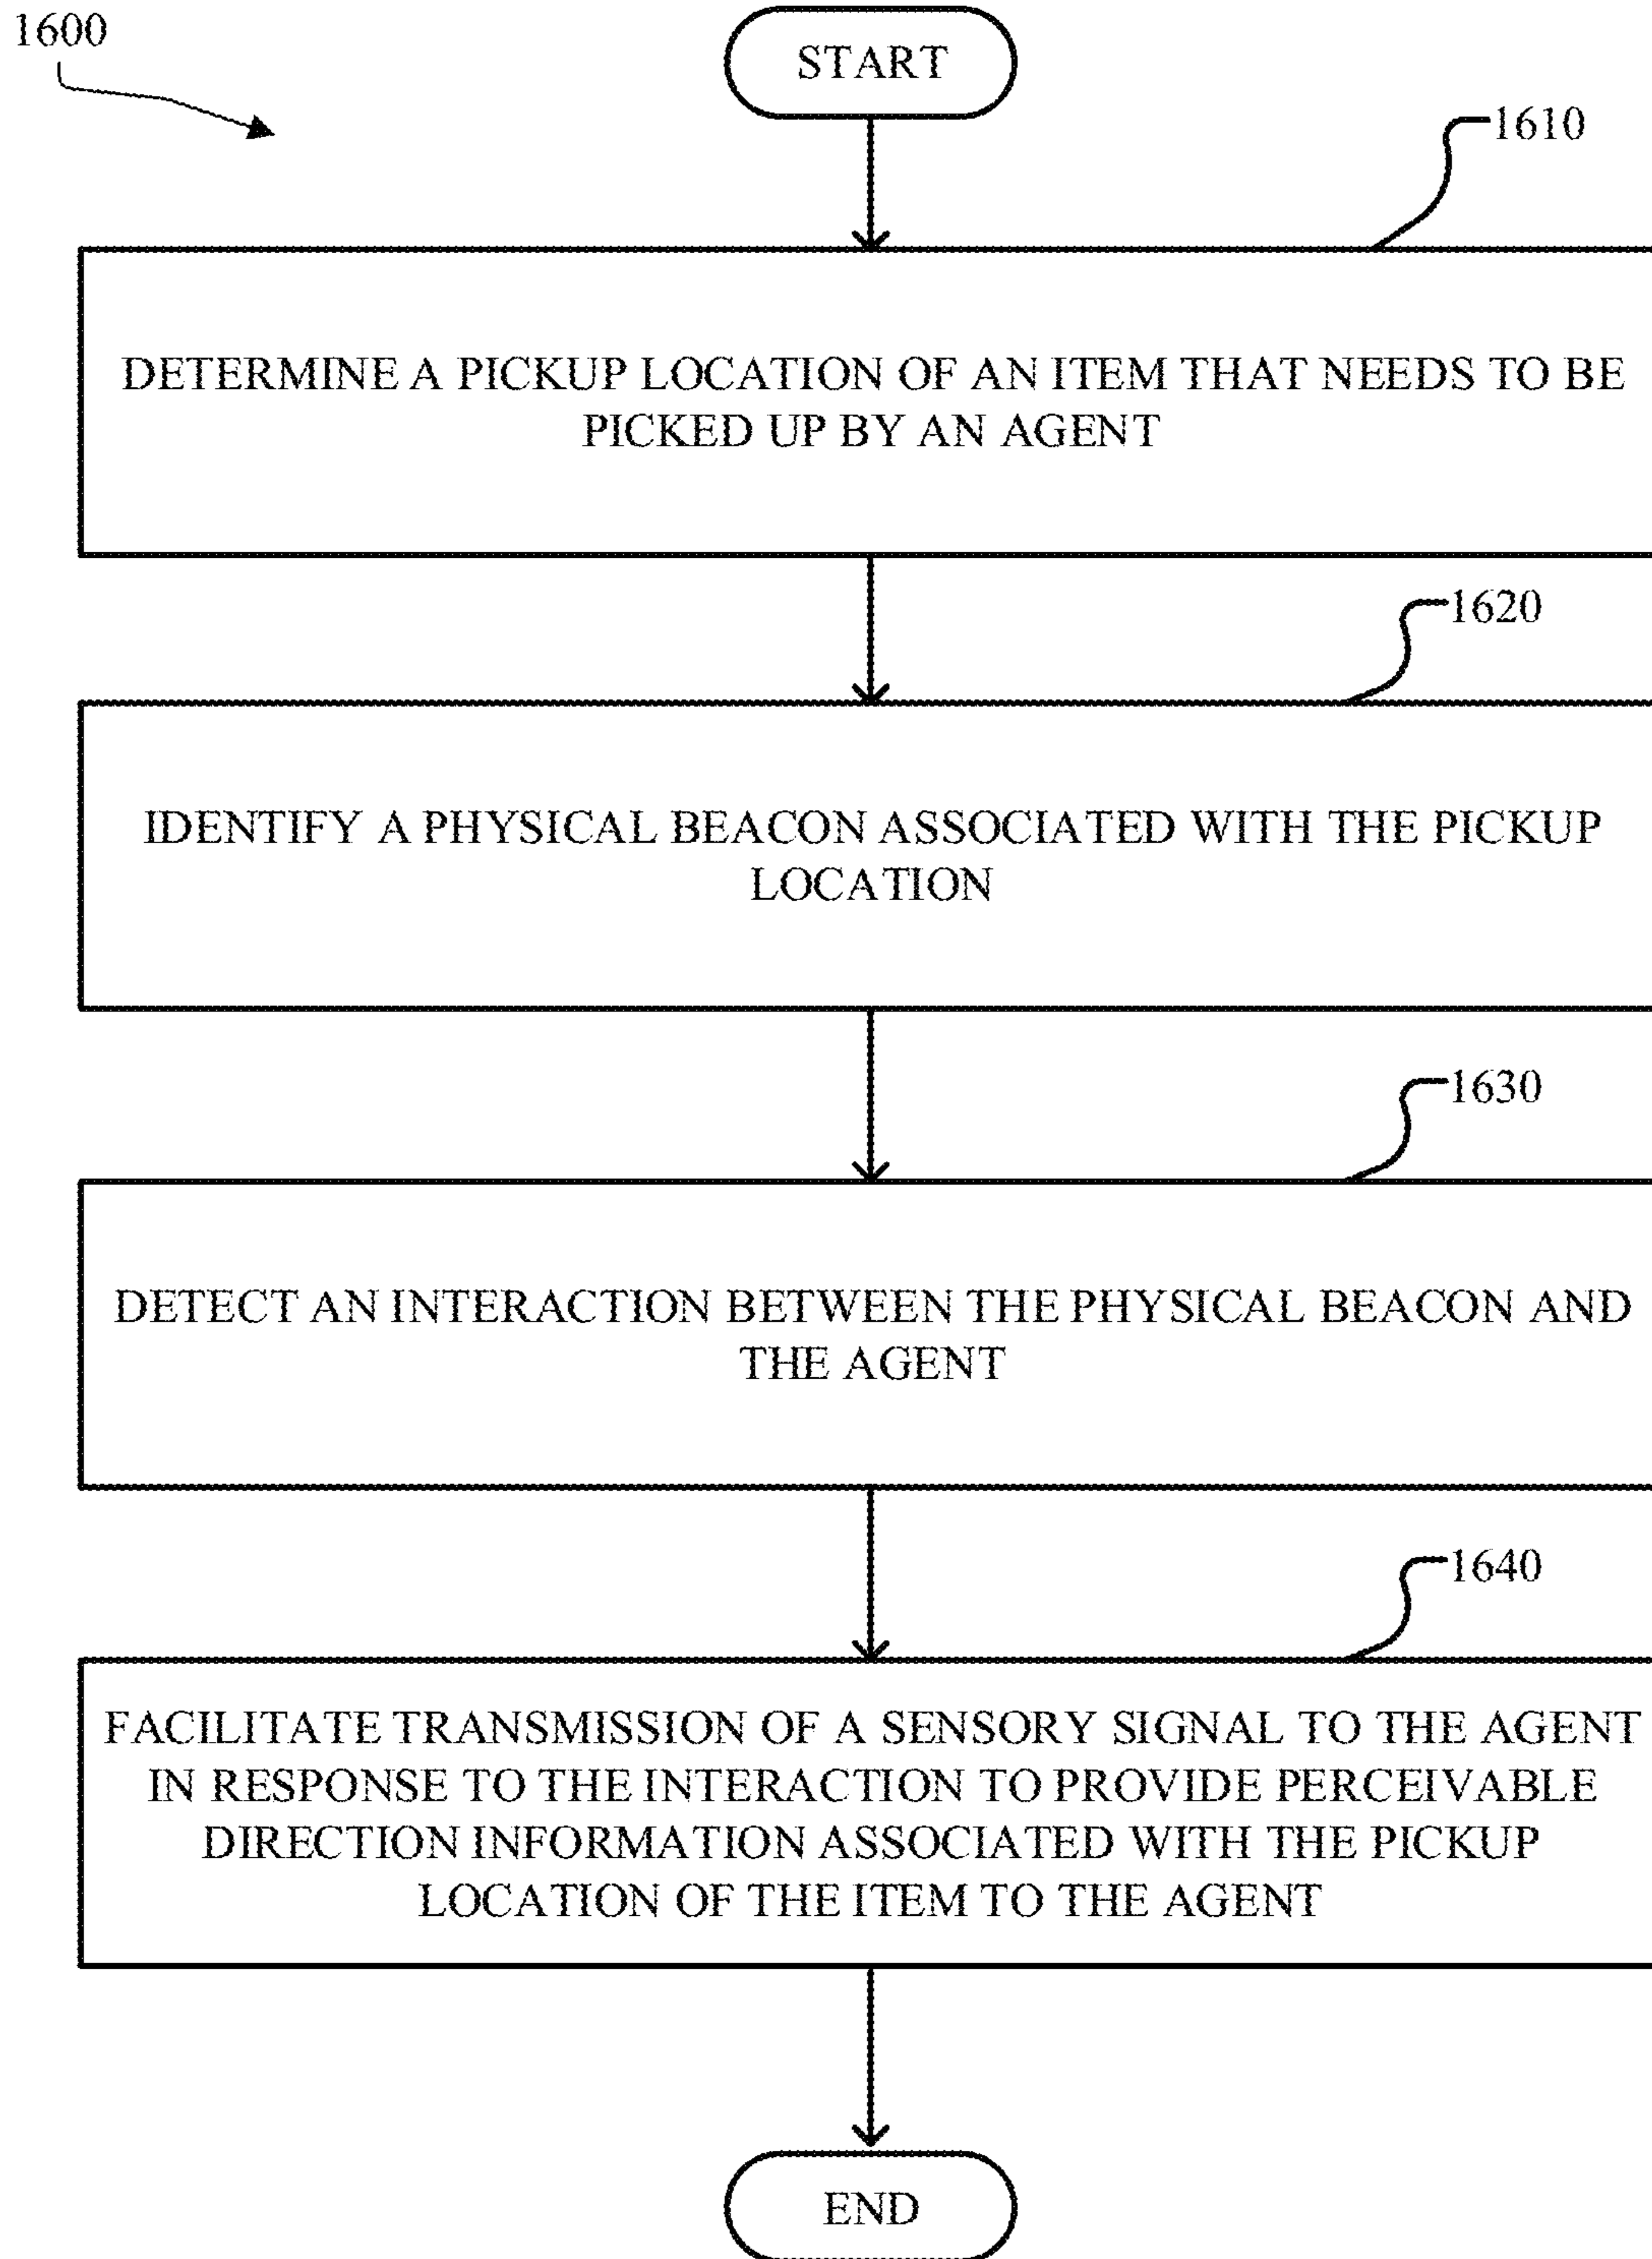 1600
START
1610
DETERMINE A PICKUP LOCATION OF AN ITEM THAT NEEDS TO BE
PICKED UP BY AN AGENT
1620
IDENTIFY A PHYSICAL BEACON ASSOCIATED WITH THE PICKUP
LOCATION
1630
DETECT AN INTERACTION BETWEEN THE PHYSICAL BEACON AND
THE AGENT
1640
FACILITATE TRANSMISSION OF A SENSORY SIGNAL TO THE AGENT
IN RESPONSE TO THE INTERACTION TO PROVIDE PERCEIVABLE
DIRECTION INFORMATION ASSOCIATED WITH THE PICKUP
LOCATION OF THE ITEM TO THE AGENT
END